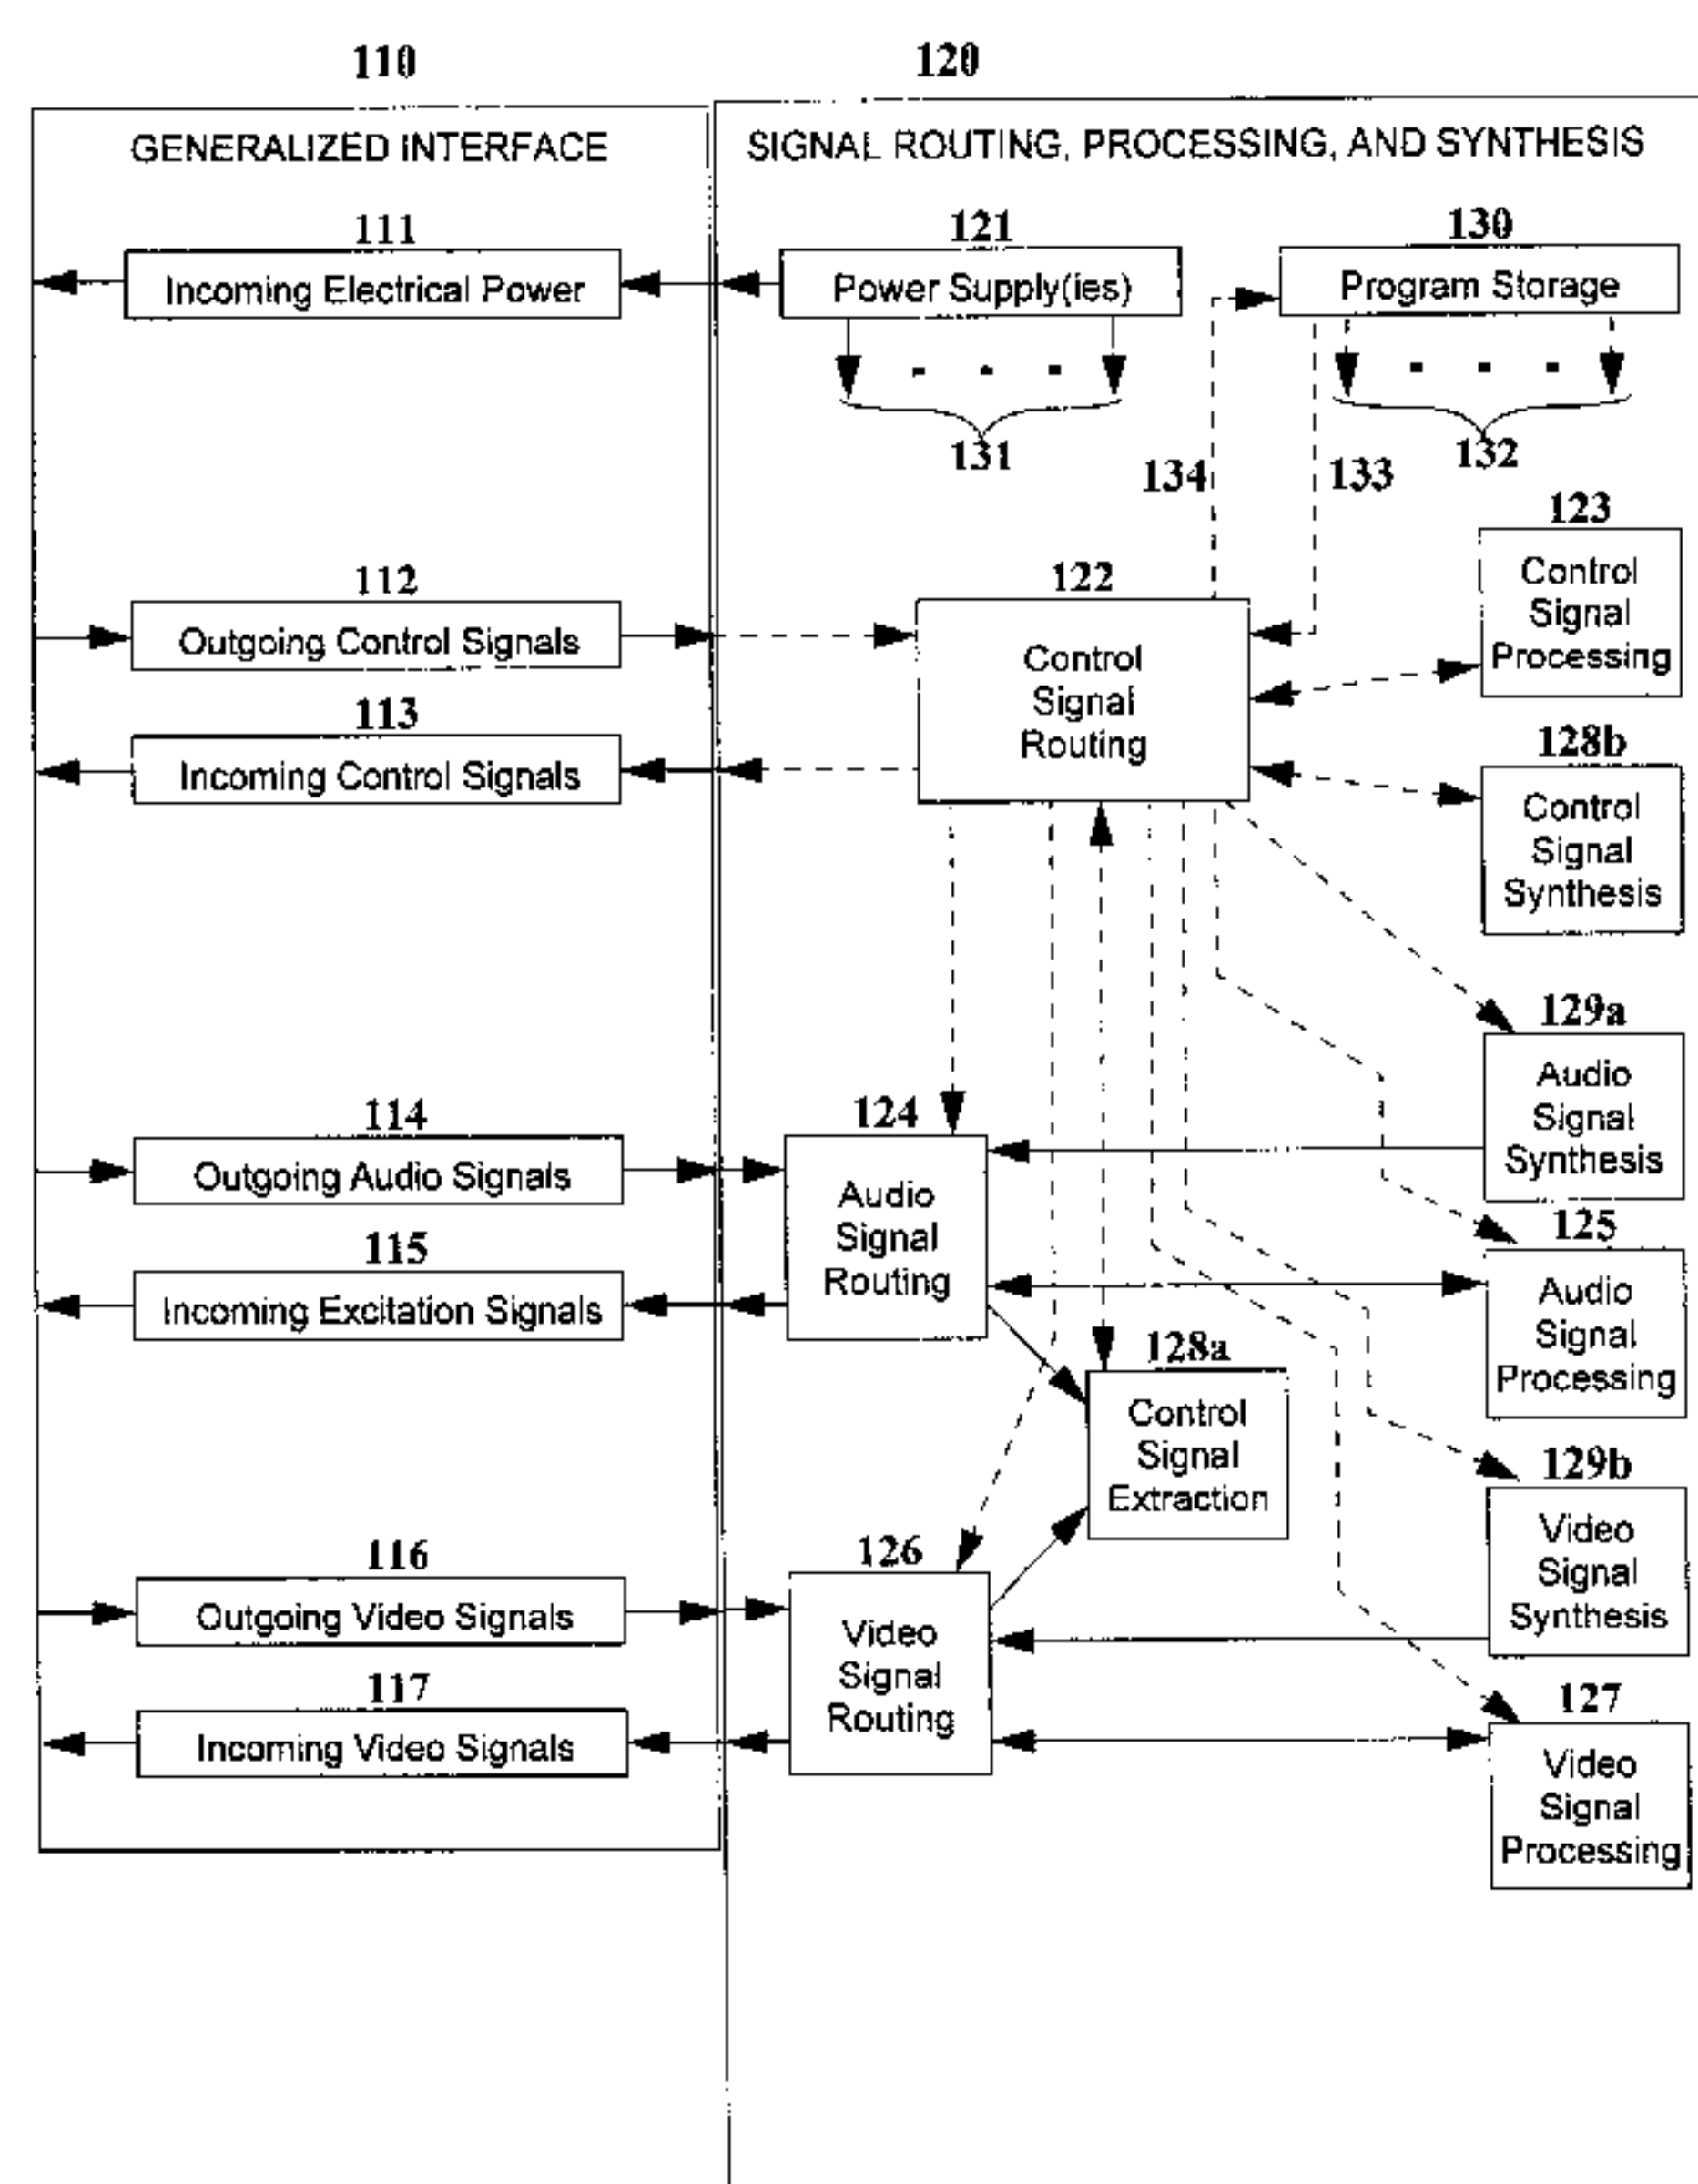 110
120
GENERALIZED INTERFACE
SIGNAL ROUTING, PROCESSING, AND SYNTHESIS
111
Incoming Electrical Power
121
Power Supply(ies)
130
Program Storage
131
132
134
133
112
Outgoing Control Signals
113
Incoming Control Signals
122
Control
Signal
Routing
123
Control
Signal
Processing
128b
Control
Signal
Synthesis
129a
Audio
Signal
Synthesis
114
Outgoing Audio Signals
115
Incoming Excitation Signals
124
Audio
Signal
Routing
125
Audio
Signal
Processing
128a
Control
Signal
Extraction
129b
Video
Signal
Synthesis
116
Outgoing Video Signals
117
Incoming Video Signals
126
Video
Signal
Routing
127
Video
Signal
Processing